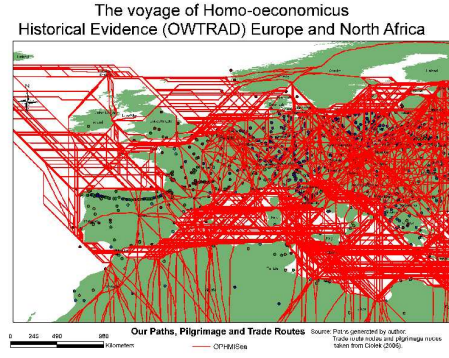 The voyage of Homo-oeconomicus
Historical Evidence (OWTRAD) Europe and North Africa
Our Paths, Pilgrimage and Trade Routes
Source: Paths generated by author.
Trade route nodes and pilgrimage nodes
taken from Ciolek (2006).
0 245 490 980
Kilometers
OPHMISea